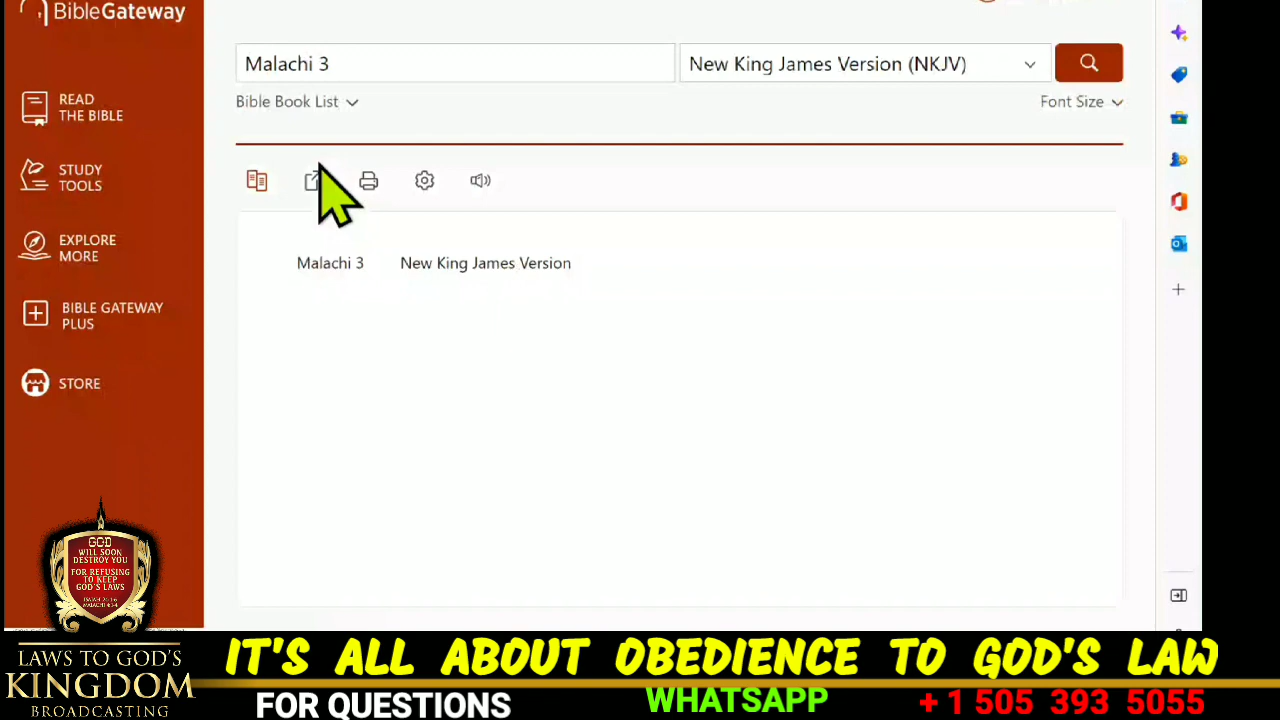 BibleGateway
Malachi 3
New King James Version (NKJV)
Bible Book List
Font Size
READ
THE BIBLE
STUDY
TOOLS
EXPLORE
MORE
BIBLE GATEWAY
PLUS
STORE
Malachi 3 New King James Version
GOD
WILL SOON
DESTROY YOU
FOR REFUSING
TO KEEP
GOD'S LAWS
LAWS TO GOD'S
KINGDOM
BROADCASTING
IT'S ALL ABOUT OBEDIENCE TO GOD'S LAW
FOR QUESTIONS WHATSAPP + 1 505 393 5055